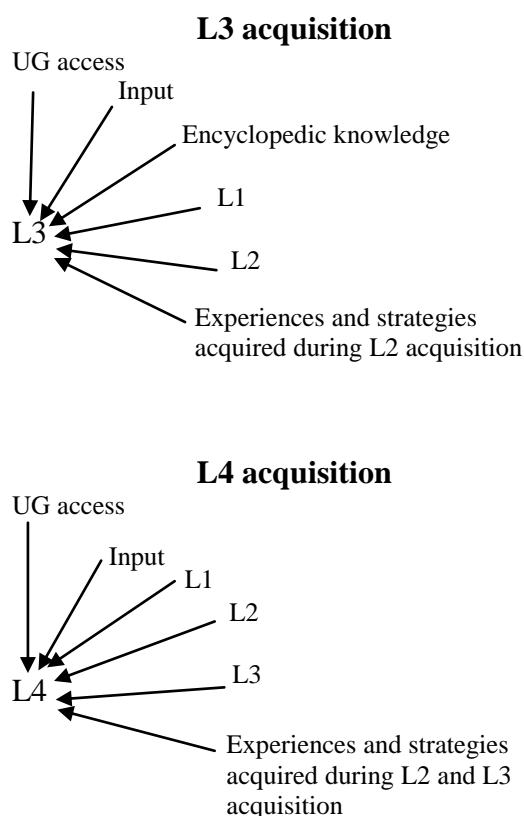 L3 acquisition
UG access
Input
Encyclopedic knowledge
L1
L3
L2
Experiences and strategies
acquired during L2 acquisition
L4 acquisition
UG access
Input
L1
L2
L3
L4
Experiences and strategies
acquired during L2 and L3
acquisition